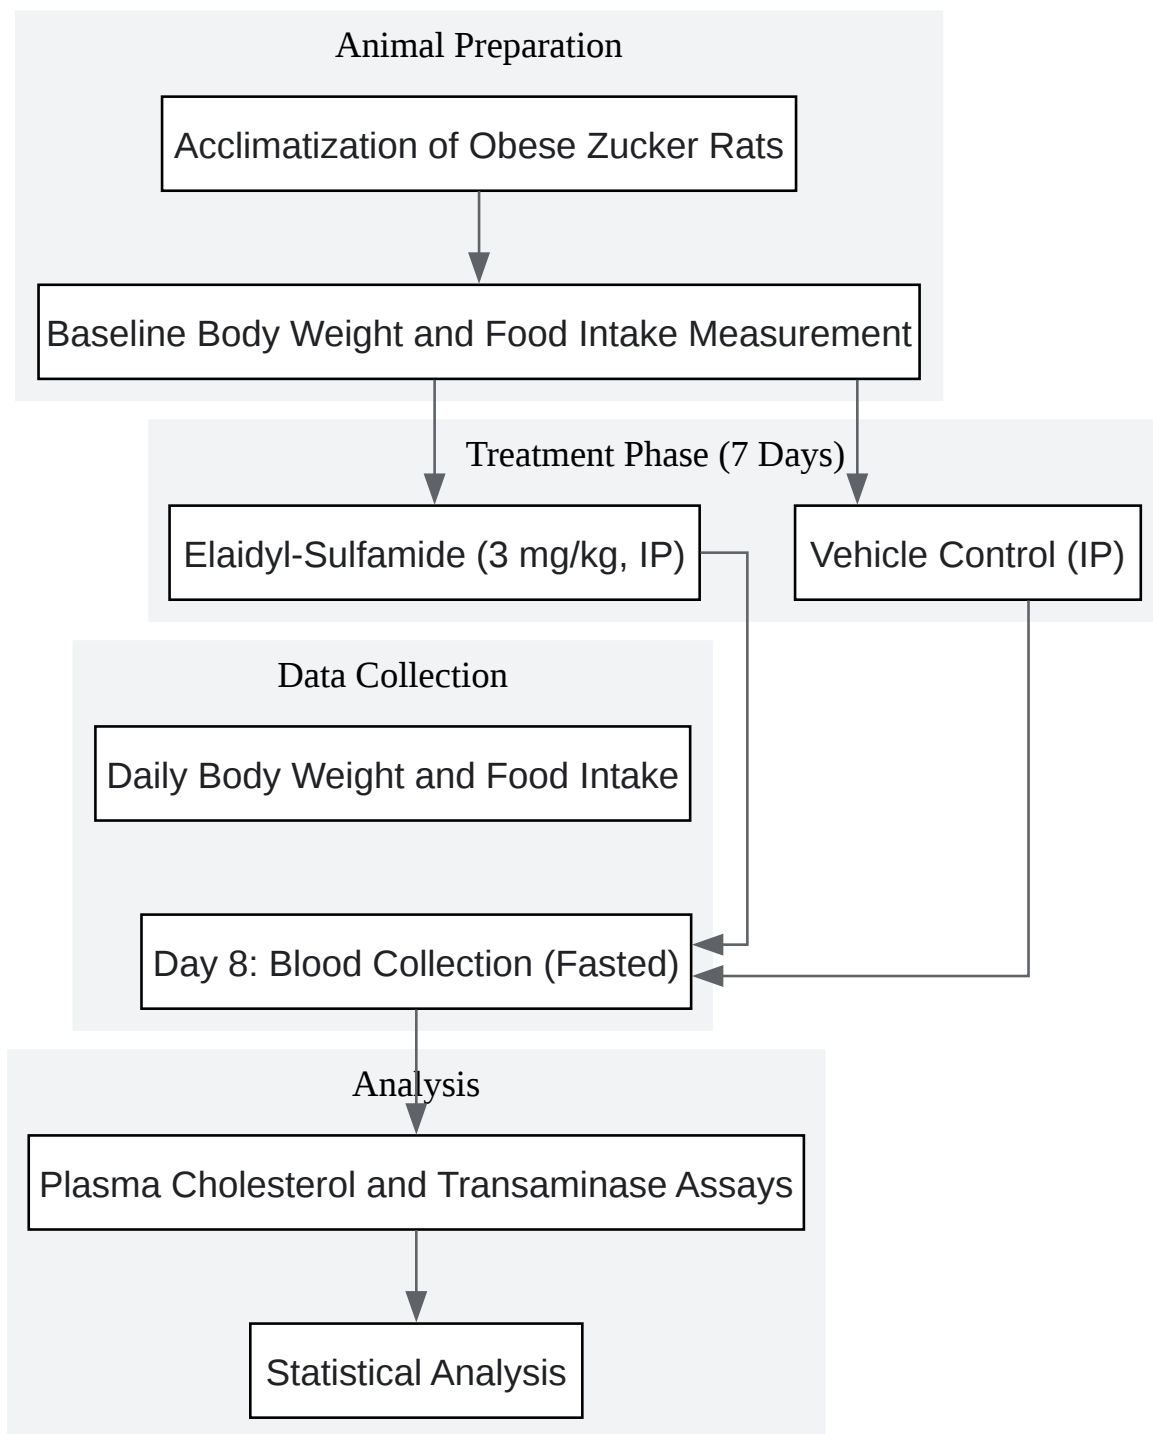 Animal Preparation
Acclimatization of Obese Zucker Rats
Baseline Body Weight and Food Intake Measurement
Treatment Phase (7 Days)
Elaidyl-Sulfamide (3 mg/kg, IP)
Vehicle Control (IP)
Data Collection
Daily Body Weight and Food Intake
Day 8: Blood Collection (Fasted)
Analysis
Plasma Cholesterol and Transaminase Assays
Statistical Analysis